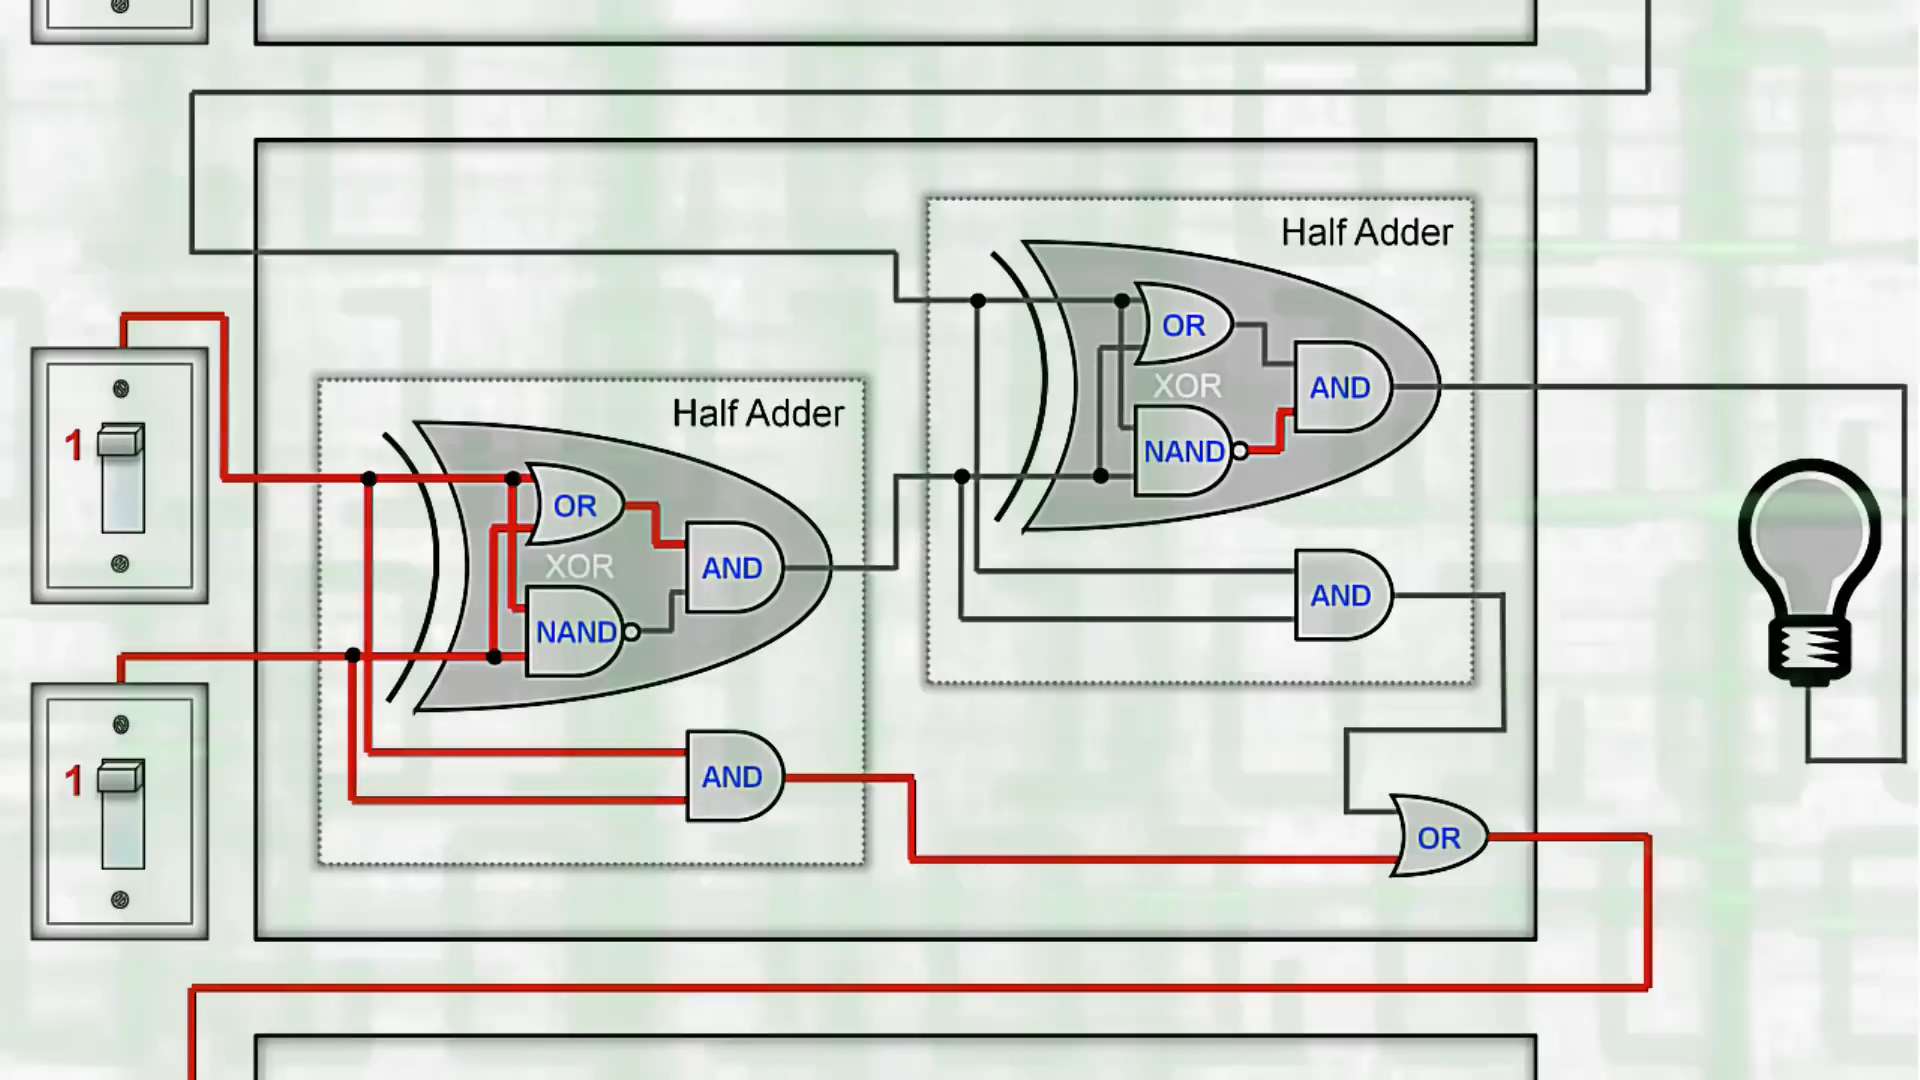 Half Adder
OR
XOR
AND
NAND
AND
Half Adder
1
OR
XOR
AND
NAND
1
AND
OR